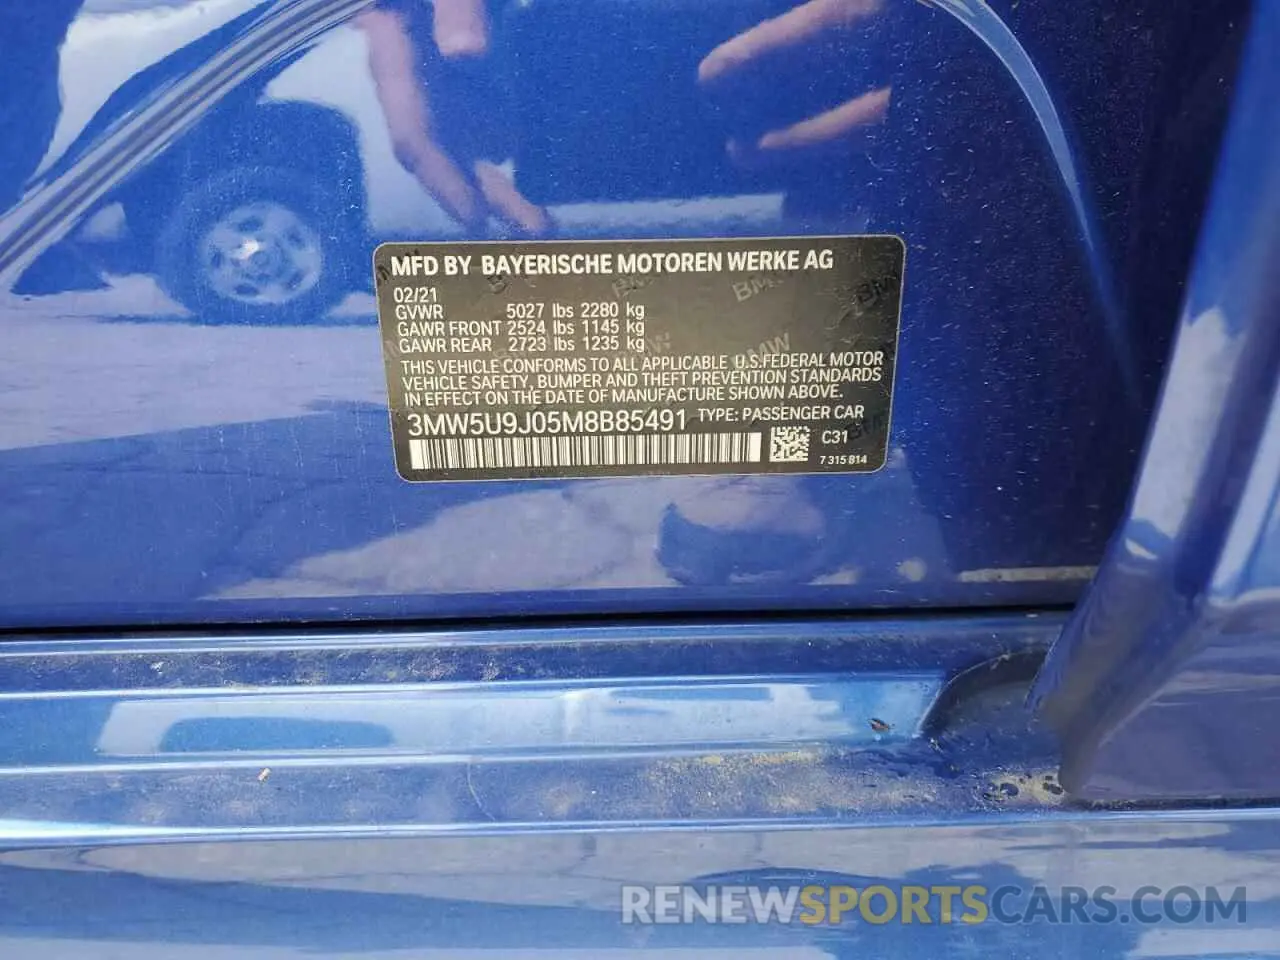 MFD BY BAYERISCHE MOTOREN WERKE AG
02/21
GVWR 5027 lbs 2280 kg
GAWR FRONT 2524 lbs 1145 kg
GAWR REAR 2723 lbs 1235 kg
THIS VEHICLE CONFORMS TO ALL APPLICABLE U.S.FEDERAL MOTOR
VEHICLE SAFETY, BUMPER AND THEFT PREVENTION STANDARDS
IN EFFECT ON THE DATE OF MANUFACTURE SHOWN ABOVE.
3MW5U9J05M8B85491 TYPE: PASSENGER CAR
C31
7 315 814
RENEWSPORTSCARS.COM